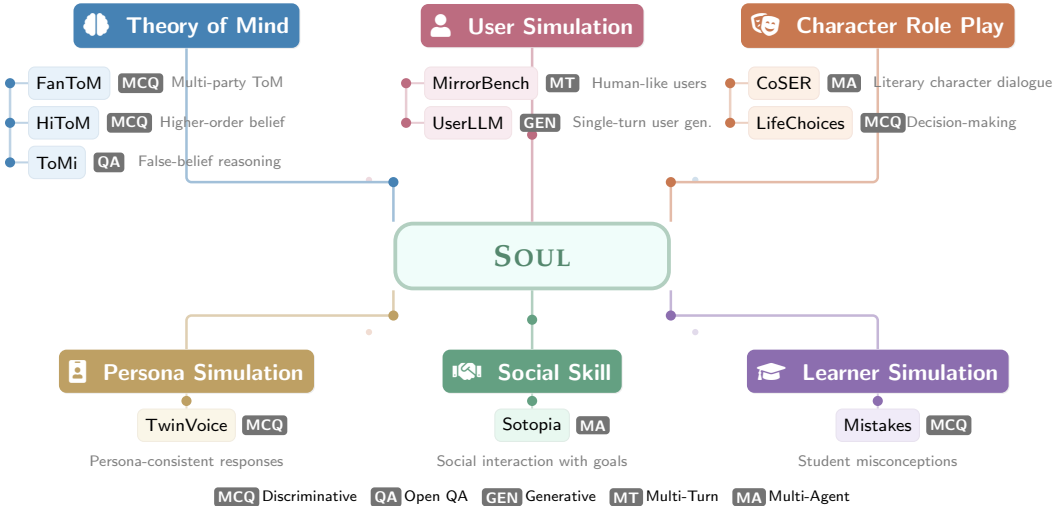 Theory of Mind
FanToM MCQ Multi-party ToM
HiToM MCQ Higher-order belief
ToMi QA False-belief reasoning
User Simulation
MirrorBench MT Human-like users
UserLLM GEN Single-turn user gen.
Character Role Play
CoSER MA Literary character dialogue
LifeChoices MCQ Decision-making
SOUL
Persona Simulation
TwinVoice MCQ
Persona-consistent responses
Social Skill
Sotopia MA
Social interaction with goals
Learner Simulation
Mistakes MCQ
Student misconceptions
MCQ Discriminative QA Open QA GEN Generative MT Multi-Turn MA Multi-Agent